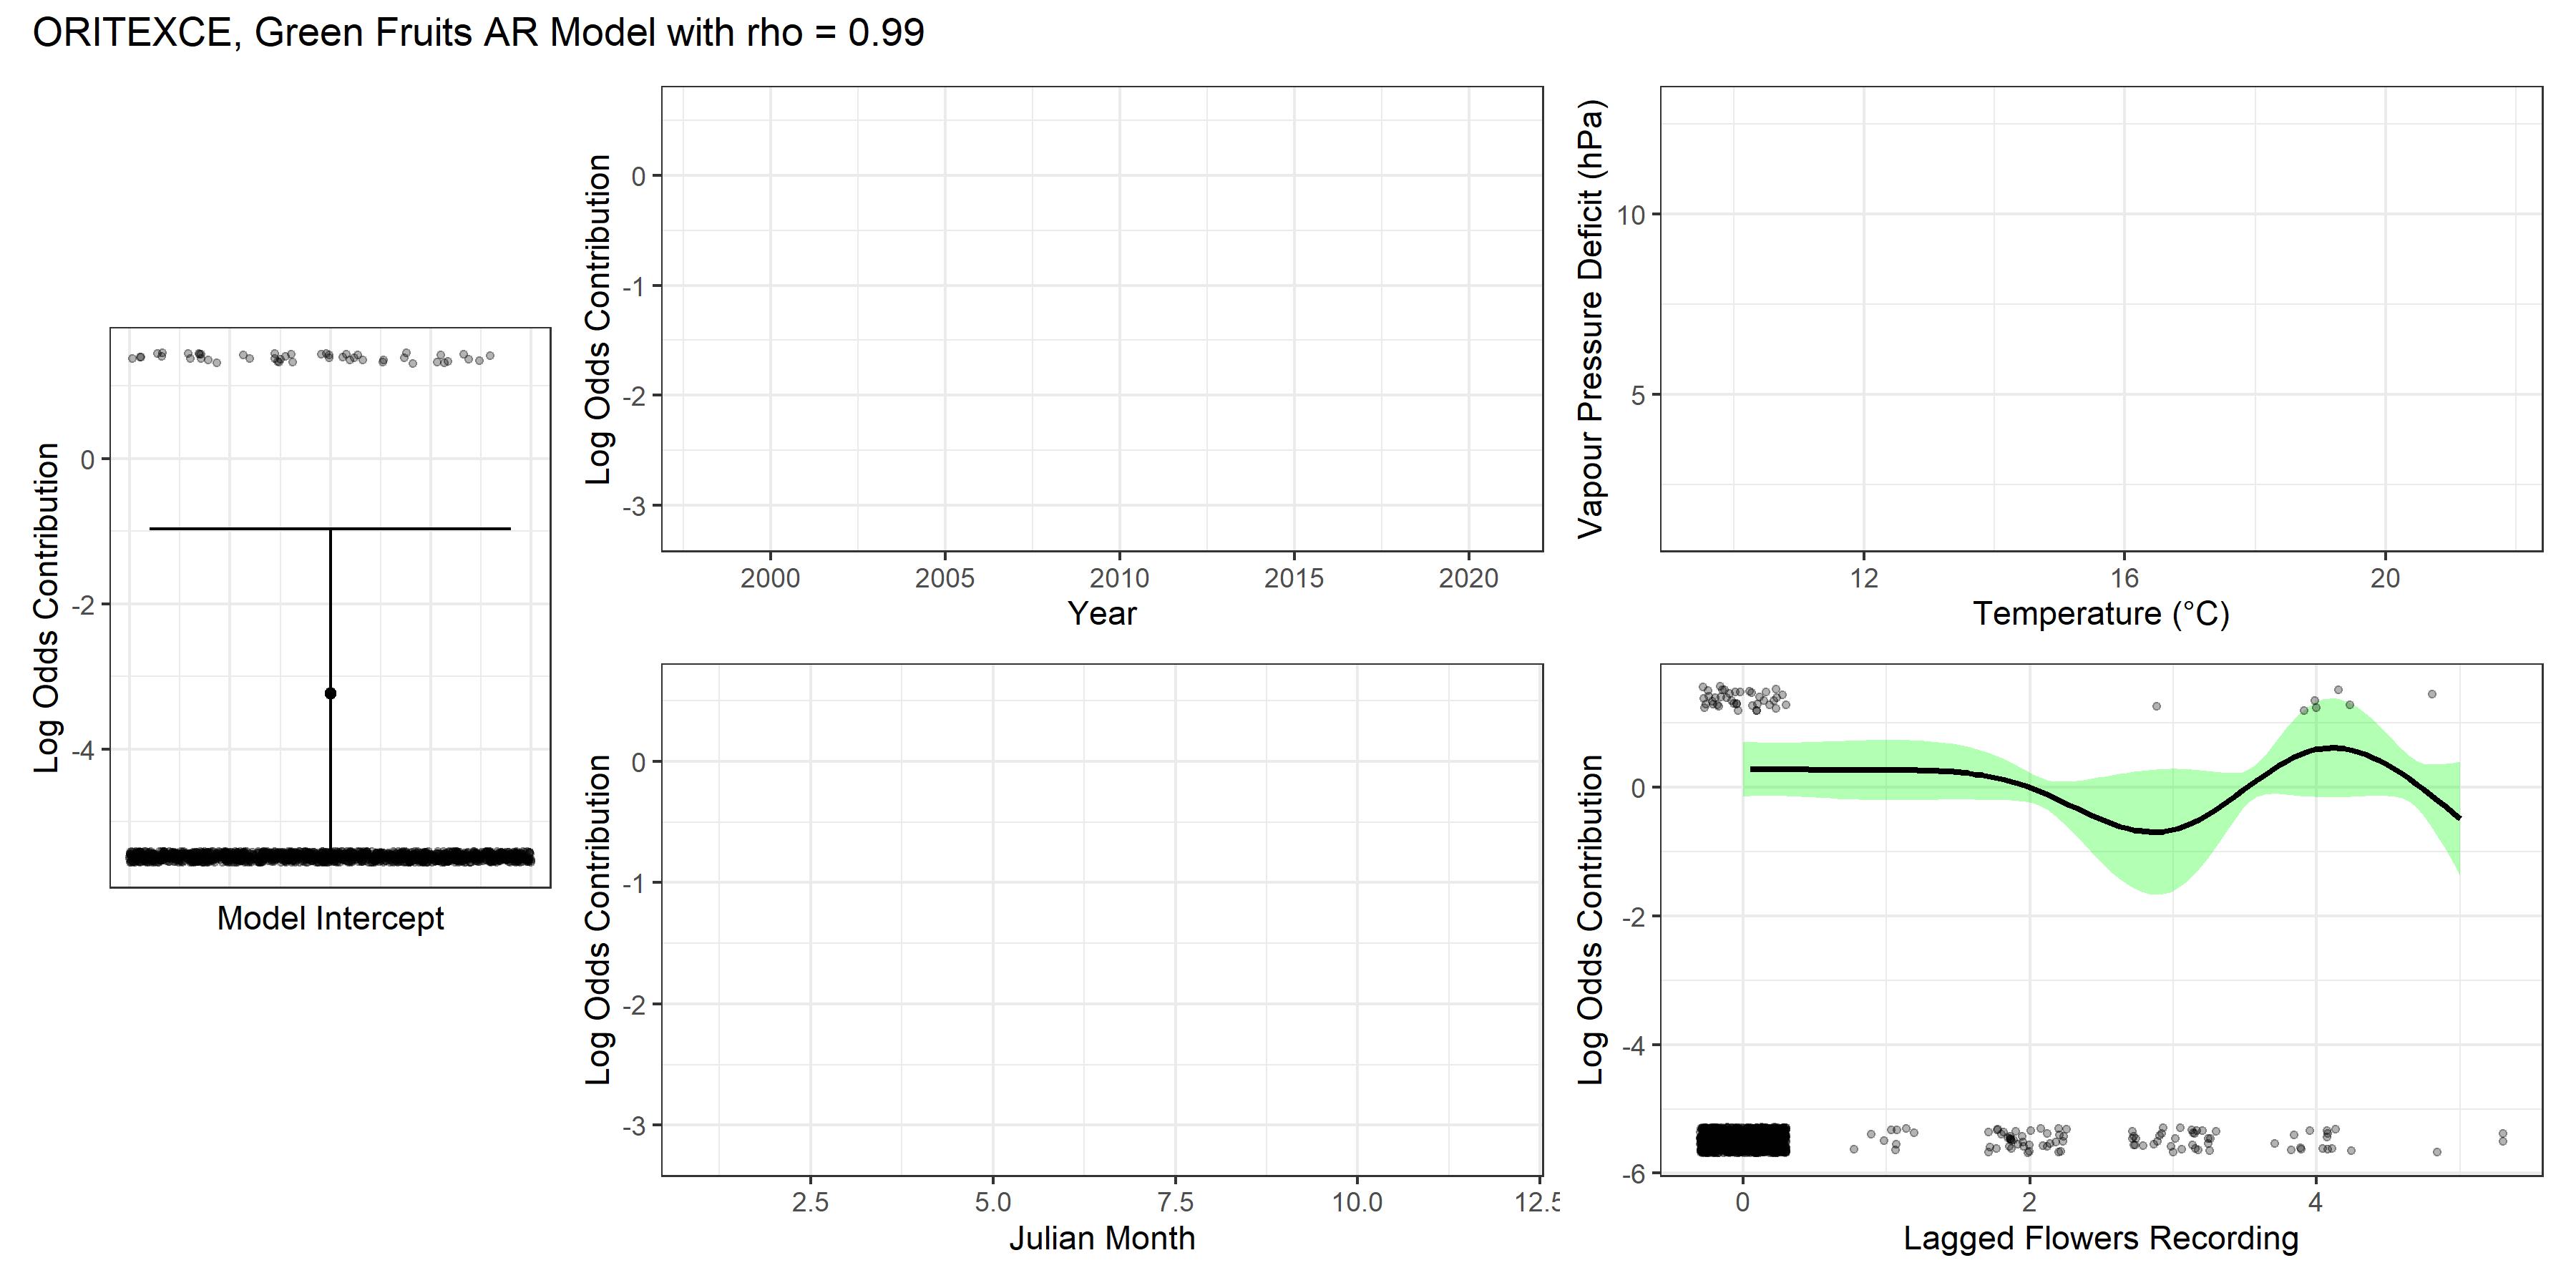 ORITEXCE, Green Fruits AR Model with rho = 0.99
Log Odds Contribution
0
-2
-4
Model Intercept
Log Odds Contribution
0
-1
-2
-3
2000 2005 2010 2015 2020
Year
Vapour Pressure Deficit (hPa)
10
5
12 16 20
Temperature (°C)
Log Odds Contribution
0
-1
-2
-3
2.5 5.0 7.5 10.0 12.5
Julian Month
Log Odds Contribution
0
-2
-4
-6
0 2 4
Lagged Flowers Recording